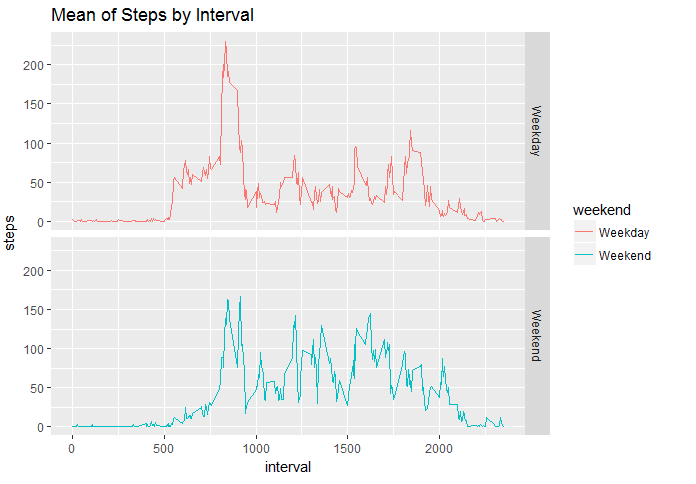 Mean of Steps by Interval
200
150
100
50
0
Weekday
200
150
100
50
0
Weekend
steps
0
500
1000
1500
2000
interval
weekend
Weekday
Weekend